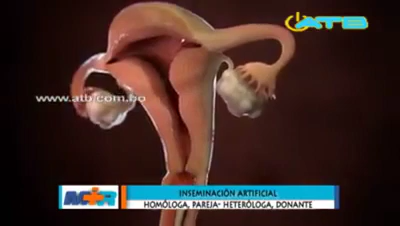 ATB
www.atb.com.bo
INSEMINACIÓN ARTIFICIAL
HOMÓLOGA, PAREJA- HETERÓLOGA, DONANTE